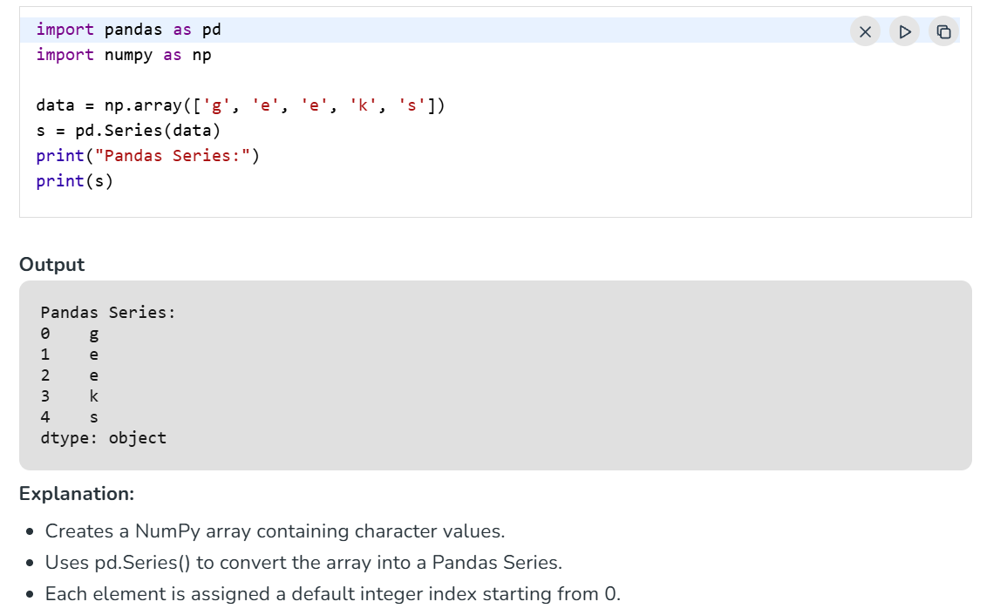 import pandas as pd
import numpy as np
data = np.array(['g', 'e', 'e', 'k', 's'])
s = pd.Series(data)
print("Pandas Series:")
print(s)
Output
Pandas Series:
0    g
1    e
2    e
3    k
4    s
dtype: object
Explanation:
• Creates a NumPy array containing character values.
• Uses pd.Series() to convert the array into a Pandas Series.
• Each element is assigned a default integer index starting from 0.